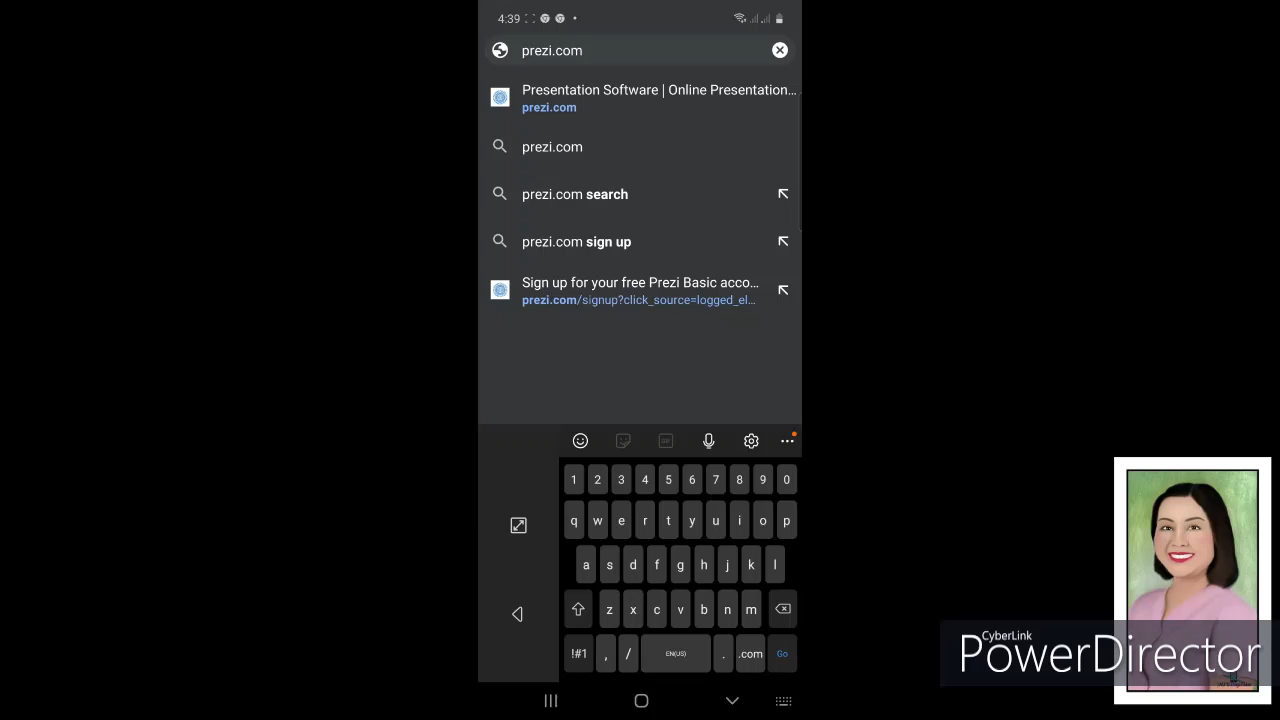 4:39
prezi.com
Presentation Software | Online Presentation...
prezi.com
prezi.com
prezi.com search
prezi.com sign up
Sign up for your free Prezi Basic acco...
prezi.com/signup?click_source=logged_el...
1 2 3 4 5 6 7 8 9 0
q w e r t y u i o p
a s d f g h j k l
z x c v b n m
!#1 , / EN(US) . .com Go
CyberLink
PowerDirector